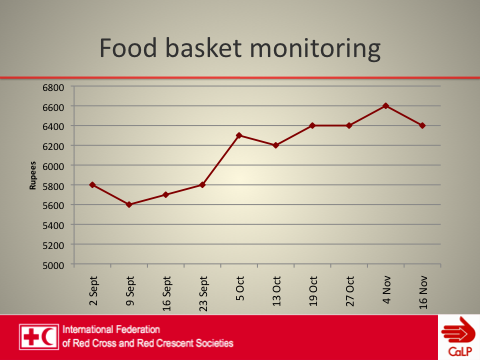 Food basket monitoring
6800
6600
6400
6200
6000
5800
5600
5400
5200
5000
Rupees
2 Sept
9 Sept
16 Sept
23 Sept
5 Oct
13 Oct
19 Oct
27 Oct
4 Nov
16 Nov
International Federation
of Red Cross and Red Crescent Societies
CaLP